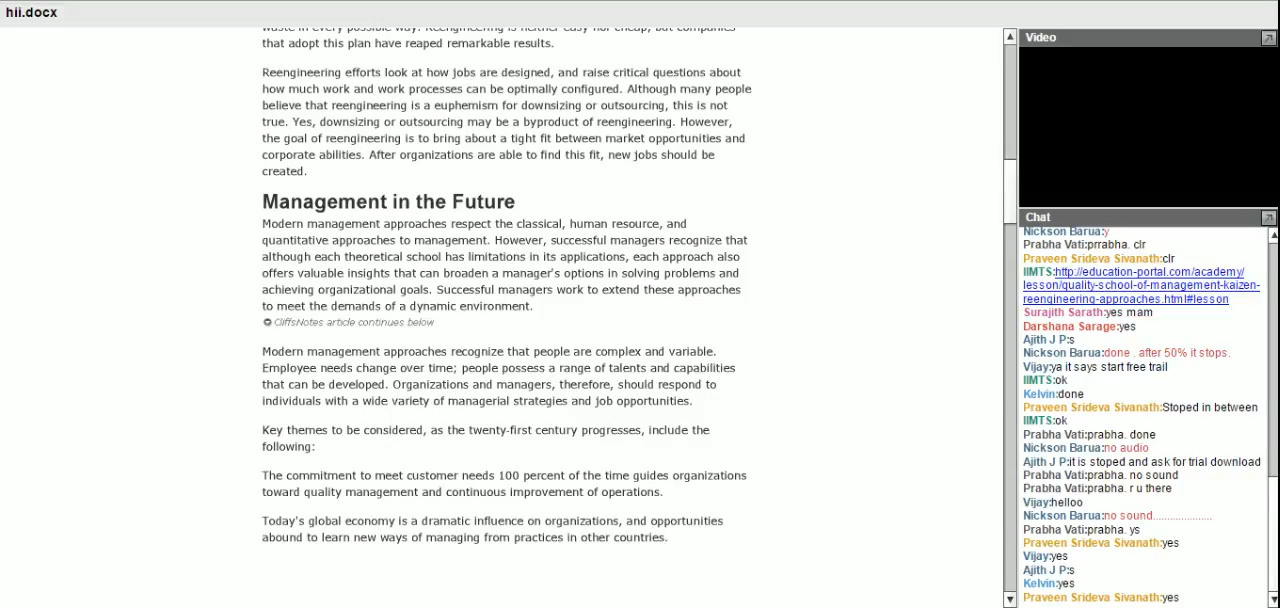 hii.docx
waste in every possible way. Reengineering is neither easy nor cheap, but companies
that adopt this plan have reaped remarkable results.
Reengineering efforts look at how jobs are designed, and raise critical questions about
how much work and work processes can be optimally configured. Although many people
believe that reengineering is a euphemism for downsizing or outsourcing, this is not
true. Yes, downsizing or outsourcing may be a byproduct of reengineering. However,
the goal of reengineering is to bring about a tight fit between market opportunities and
corporate abilities. After organizations are able to find this fit, new jobs should be
created.
Management in the Future
Modern management approaches respect the classical, human resource, and
quantitative approaches to management. However, successful managers recognize that
although each theoretical school has limitations in its applications, each approach also
offers valuable insights that can broaden a manager's options in solving problems and
achieving organizational goals. Successful managers work to extend these approaches
to meet the demands of a dynamic environment.
CliffsNotes article continues below
Modern management approaches recognize that people are complex and variable.
Employee needs change over time; people possess a range of talents and capabilities
that can be developed. Organizations and managers, therefore, should respond to
individuals with a wide variety of managerial strategies and job opportunities.
Key themes to be considered, as the twenty-first century progresses, include the
following:
The commitment to meet customer needs 100 percent of the time guides organizations
toward quality management and continuous improvement of operations.
Today's global economy is a dramatic influence on organizations, and opportunities
abound to learn new ways of managing from practices in other countries.
Video
Chat
Nickson Barua:y
Prabha Vati:prrabha. clr
Praveen Srideva Sivanath:clr
IIMTS:http://education-portal.com/academy/
lesson/quality-school-of-management-kaizen-
reengineering-approaches.html#lesson
Surajith Sarath:yes mam
Darshana Sarage:yes
Ajith J P:s
Nickson Barua:done . after 50% it stops.
Vijay:ya it says start free trail
IIMTS:ok
Kelvin:done
Praveen Srideva Sivanath:Stoped in between
IIMTS:ok
Prabha Vati:prabha. done
Nickson Barua:no audio
Ajith J P:it is stoped and ask for trial download
Prabha Vati:prabha. no sound
Prabha Vati:prabha. r u there
Vijay:helloo
Nickson Barua:no sound.....................
Prabha Vati:prabha. ys
Praveen Srideva Sivanath:yes
Vijay:yes
Ajith J P:s
Kelvin:yes
Praveen Srideva Sivanath:yes